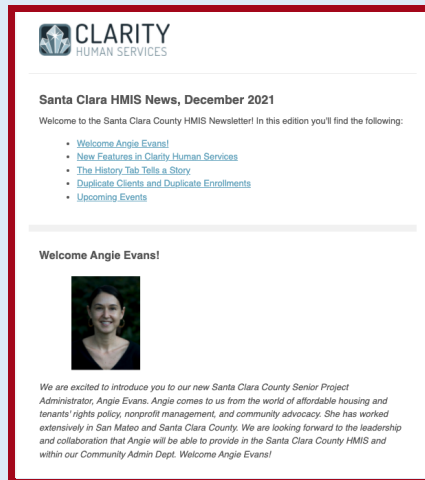 CLARITY
HUMAN SERVICES
Santa Clara HMIS News, December 2021
Welcome to the Santa Clara County HMIS Newsletter! In this edition you'll find the following:
• Welcome Angie Evans!
• New Features in Clarity Human Services
• The History Tab Tells a Story
• Duplicate Clients and Duplicate Enrollments
• Upcoming Events
Welcome Angie Evans!
We are excited to introduce you to our new Santa Clara County Senior Project
Administrator, Angie Evans. Angie comes to us from the world of affordable housing and
tenants' rights policy, nonprofit management, and community advocacy. She has worked
extensively in San Mateo and Santa Clara County. We are looking forward to the leadership
and collaboration that Angie will be able to provide in the Santa Clara County HMIS and
within our Community Admin Dept. Welcome Angie Evans!